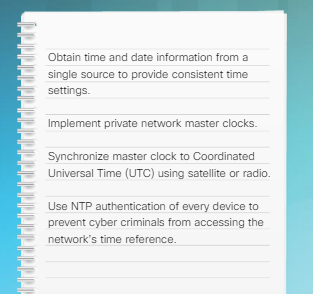 Obtain time and date information from a
single source to provide consistent time
settings.
Implement private network master clocks.
Synchronize master clock to Coordinated
Universal Time (UTC) using satellite or radio.
Use NTP authentication of every device to
prevent cyber criminals from accessing the
network's time reference.